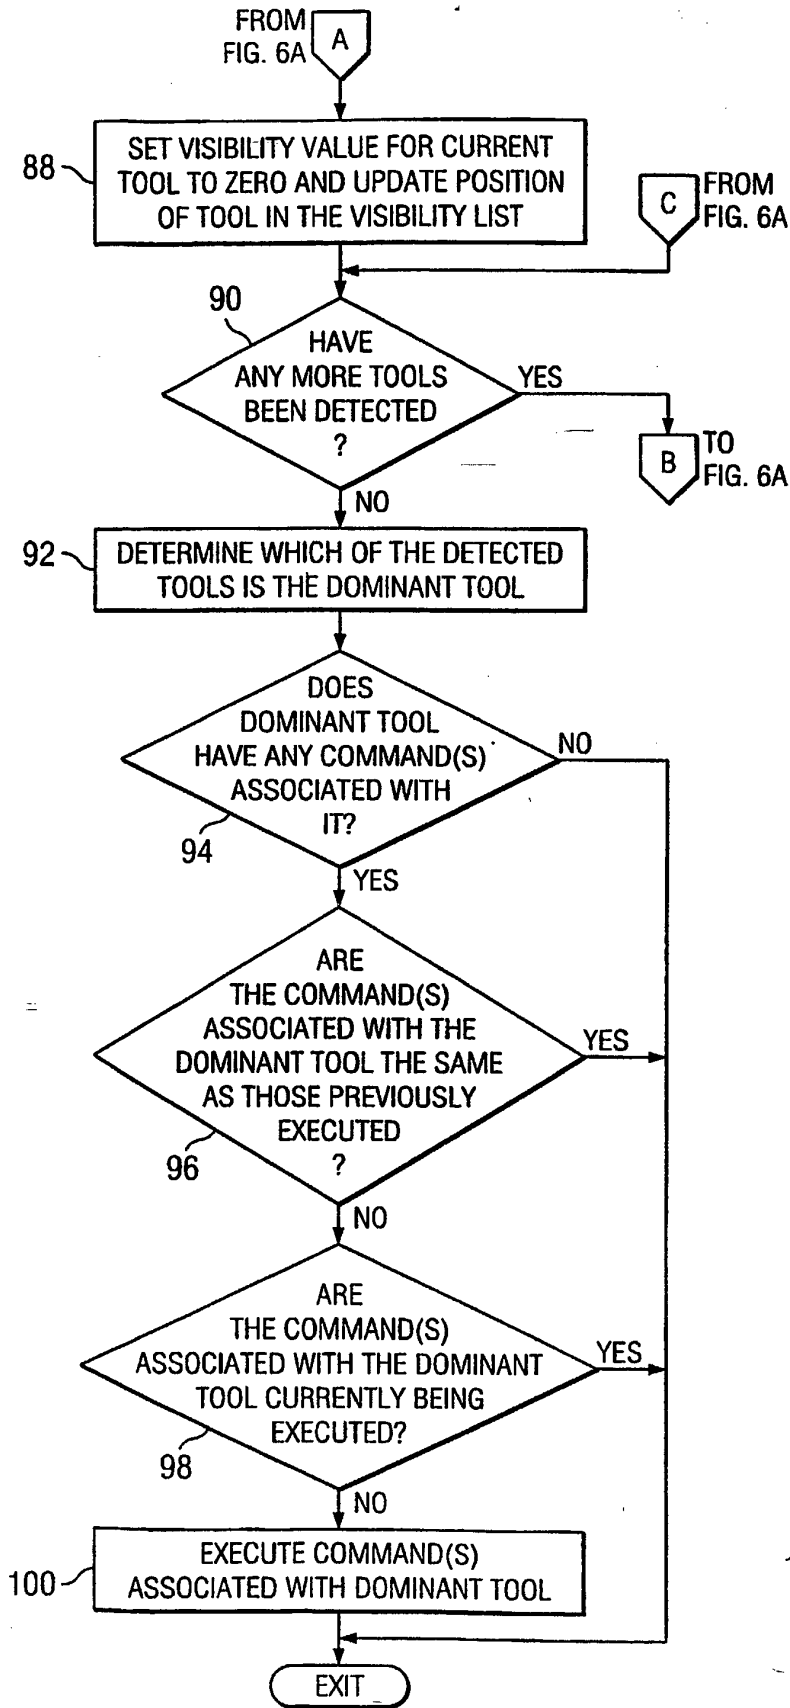 FROM
FIG. 6A
A
88
SET VISIBILITY VALUE FOR CURRENT
TOOL TO ZERO AND UPDATE POSITION
OF TOOL IN THE VISIBILITY LIST
C
FROM
FIG. 6A
90
HAVE
ANY MORE TOOLS
BEEN DETECTED
?
YES
B
TO
FIG. 6A
NO
92
DETERMINE WHICH OF THE DETECTED
TOOLS IS THE DOMINANT TOOL
DOES
DOMINANT TOOL
HAVE ANY COMMAND(S)
ASSOCIATED WITH
IT?
NO
94
YES
ARE
THE COMMAND(S)
ASSOCIATED WITH THE
DOMINANT TOOL THE SAME
AS THOSE PREVIOUSLY
EXECUTED
?
YES
96
NO
ARE
THE COMMAND(S)
ASSOCIATED WITH THE DOMINANT
TOOL CURRENTLY BEING
EXECUTED?
YES
98
NO
100
EXECUTE COMMAND(S)
ASSOCIATED WITH DOMINANT TOOL
EXIT